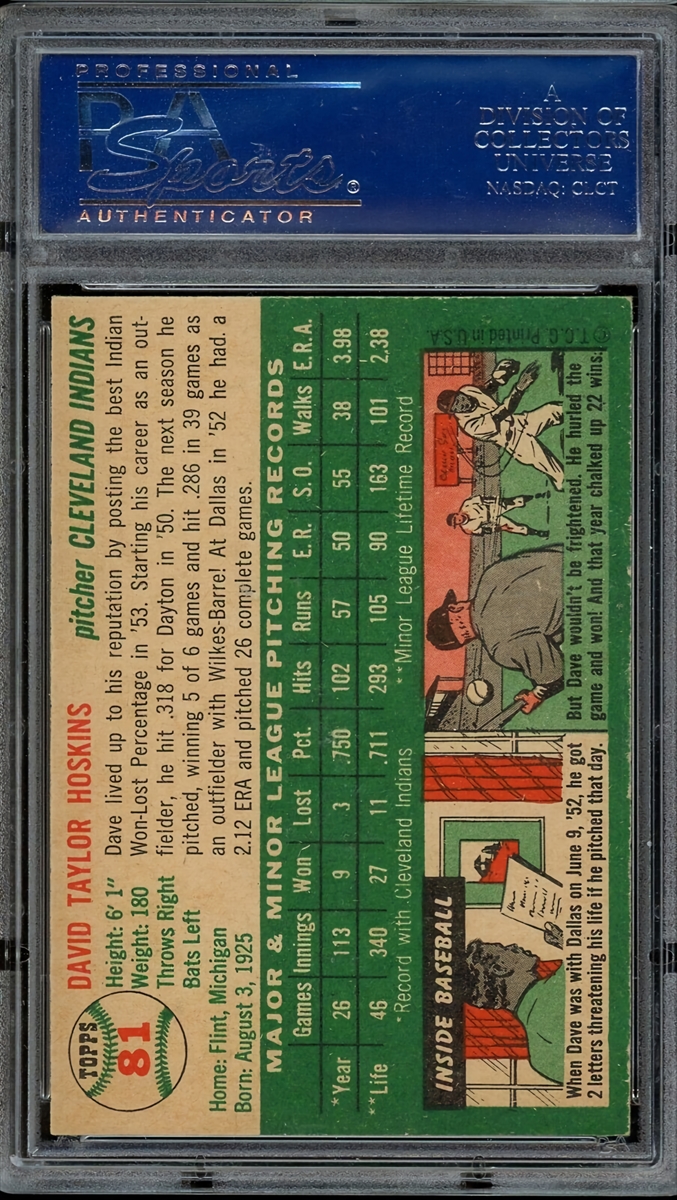 PROFESSIONAL
PSA
Sports®
AUTHENTICATOR
A
DIVISION OF
COLLECTORS
UNIVERSE
NASDAQ: CLCT
TOPPS
81
DAVID TAYLOR HOSKINS
pitcher CLEVELAND INDIANS
Height: 6' 1"
Weight: 180
Throws Right
Bats Left
Home: Flint, Michigan
Born: August 3, 1925
Dave lived up to his reputation by posting the best Indian
Won-Lost Percentage in '53. Starting his career as an out-
fielder, he hit .318 for Dayton in '50. The next season he
pitched, winning 5 of 6 games and hit .286 in 39 games as
an outfielder with Wilkes-Barre! At Dallas in '52 he had. a
2.12 ERA and pitched 26 complete games.
MAJOR & MINOR LEAGUE PITCHING RECORDS
Games Innings Won Lost Pct. Hits Runs E.R. S.O. Walks E.R.A.
*Year 26 113 9 3 .750 102 57 50 55 38 3.98
**Life 46 340 27 11 .711 293 105 90 163 101 2.38
*Record with Cleveland Indians **Minor League Lifetime Record
INSIDE BASEBALL
When Dave was with Dallas on June 9, '52, he got
2 letters threatening his life if he pitched that day.
But Dave wouldn't be frightened. He hurled the
game and won! And that year chalked up 22 wins:
© T.C.G. Printed in U.S.A.